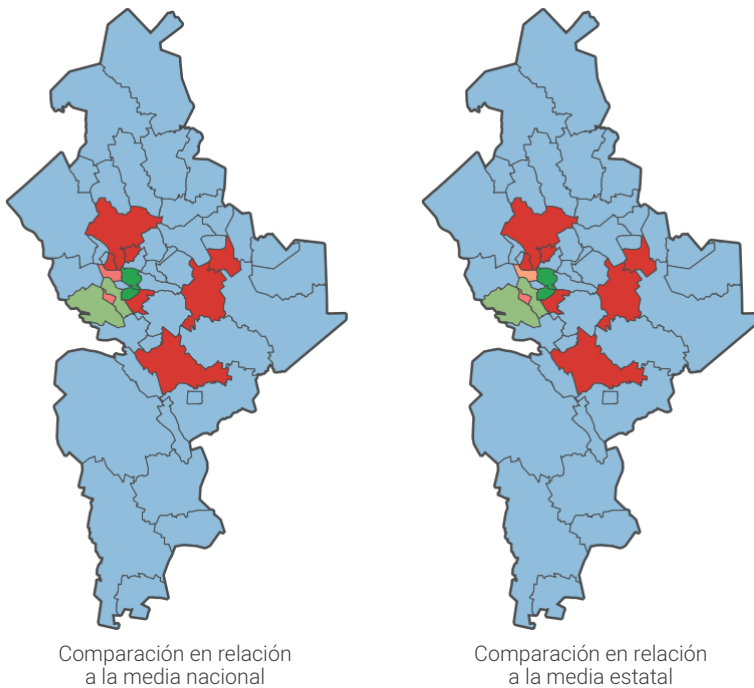 Comparación en relación
a la media nacional
Comparación en relación
a la media estatal